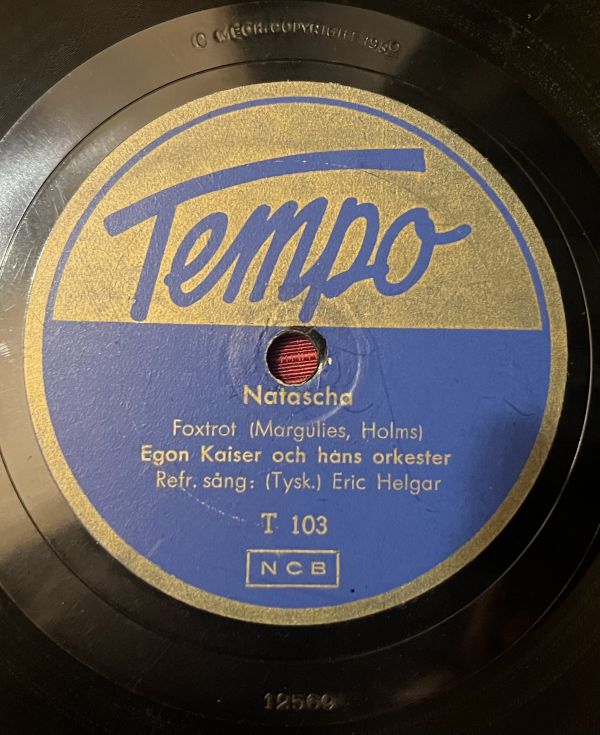 © MECH. COPYRIGHT 1939
Tempo
Natascha
Foxtrot (Margulies, Holms)
Egon Kaiser och hans orkester
Refr. sång: (Tysk.) Eric Helgar
T 103
NCB
12569